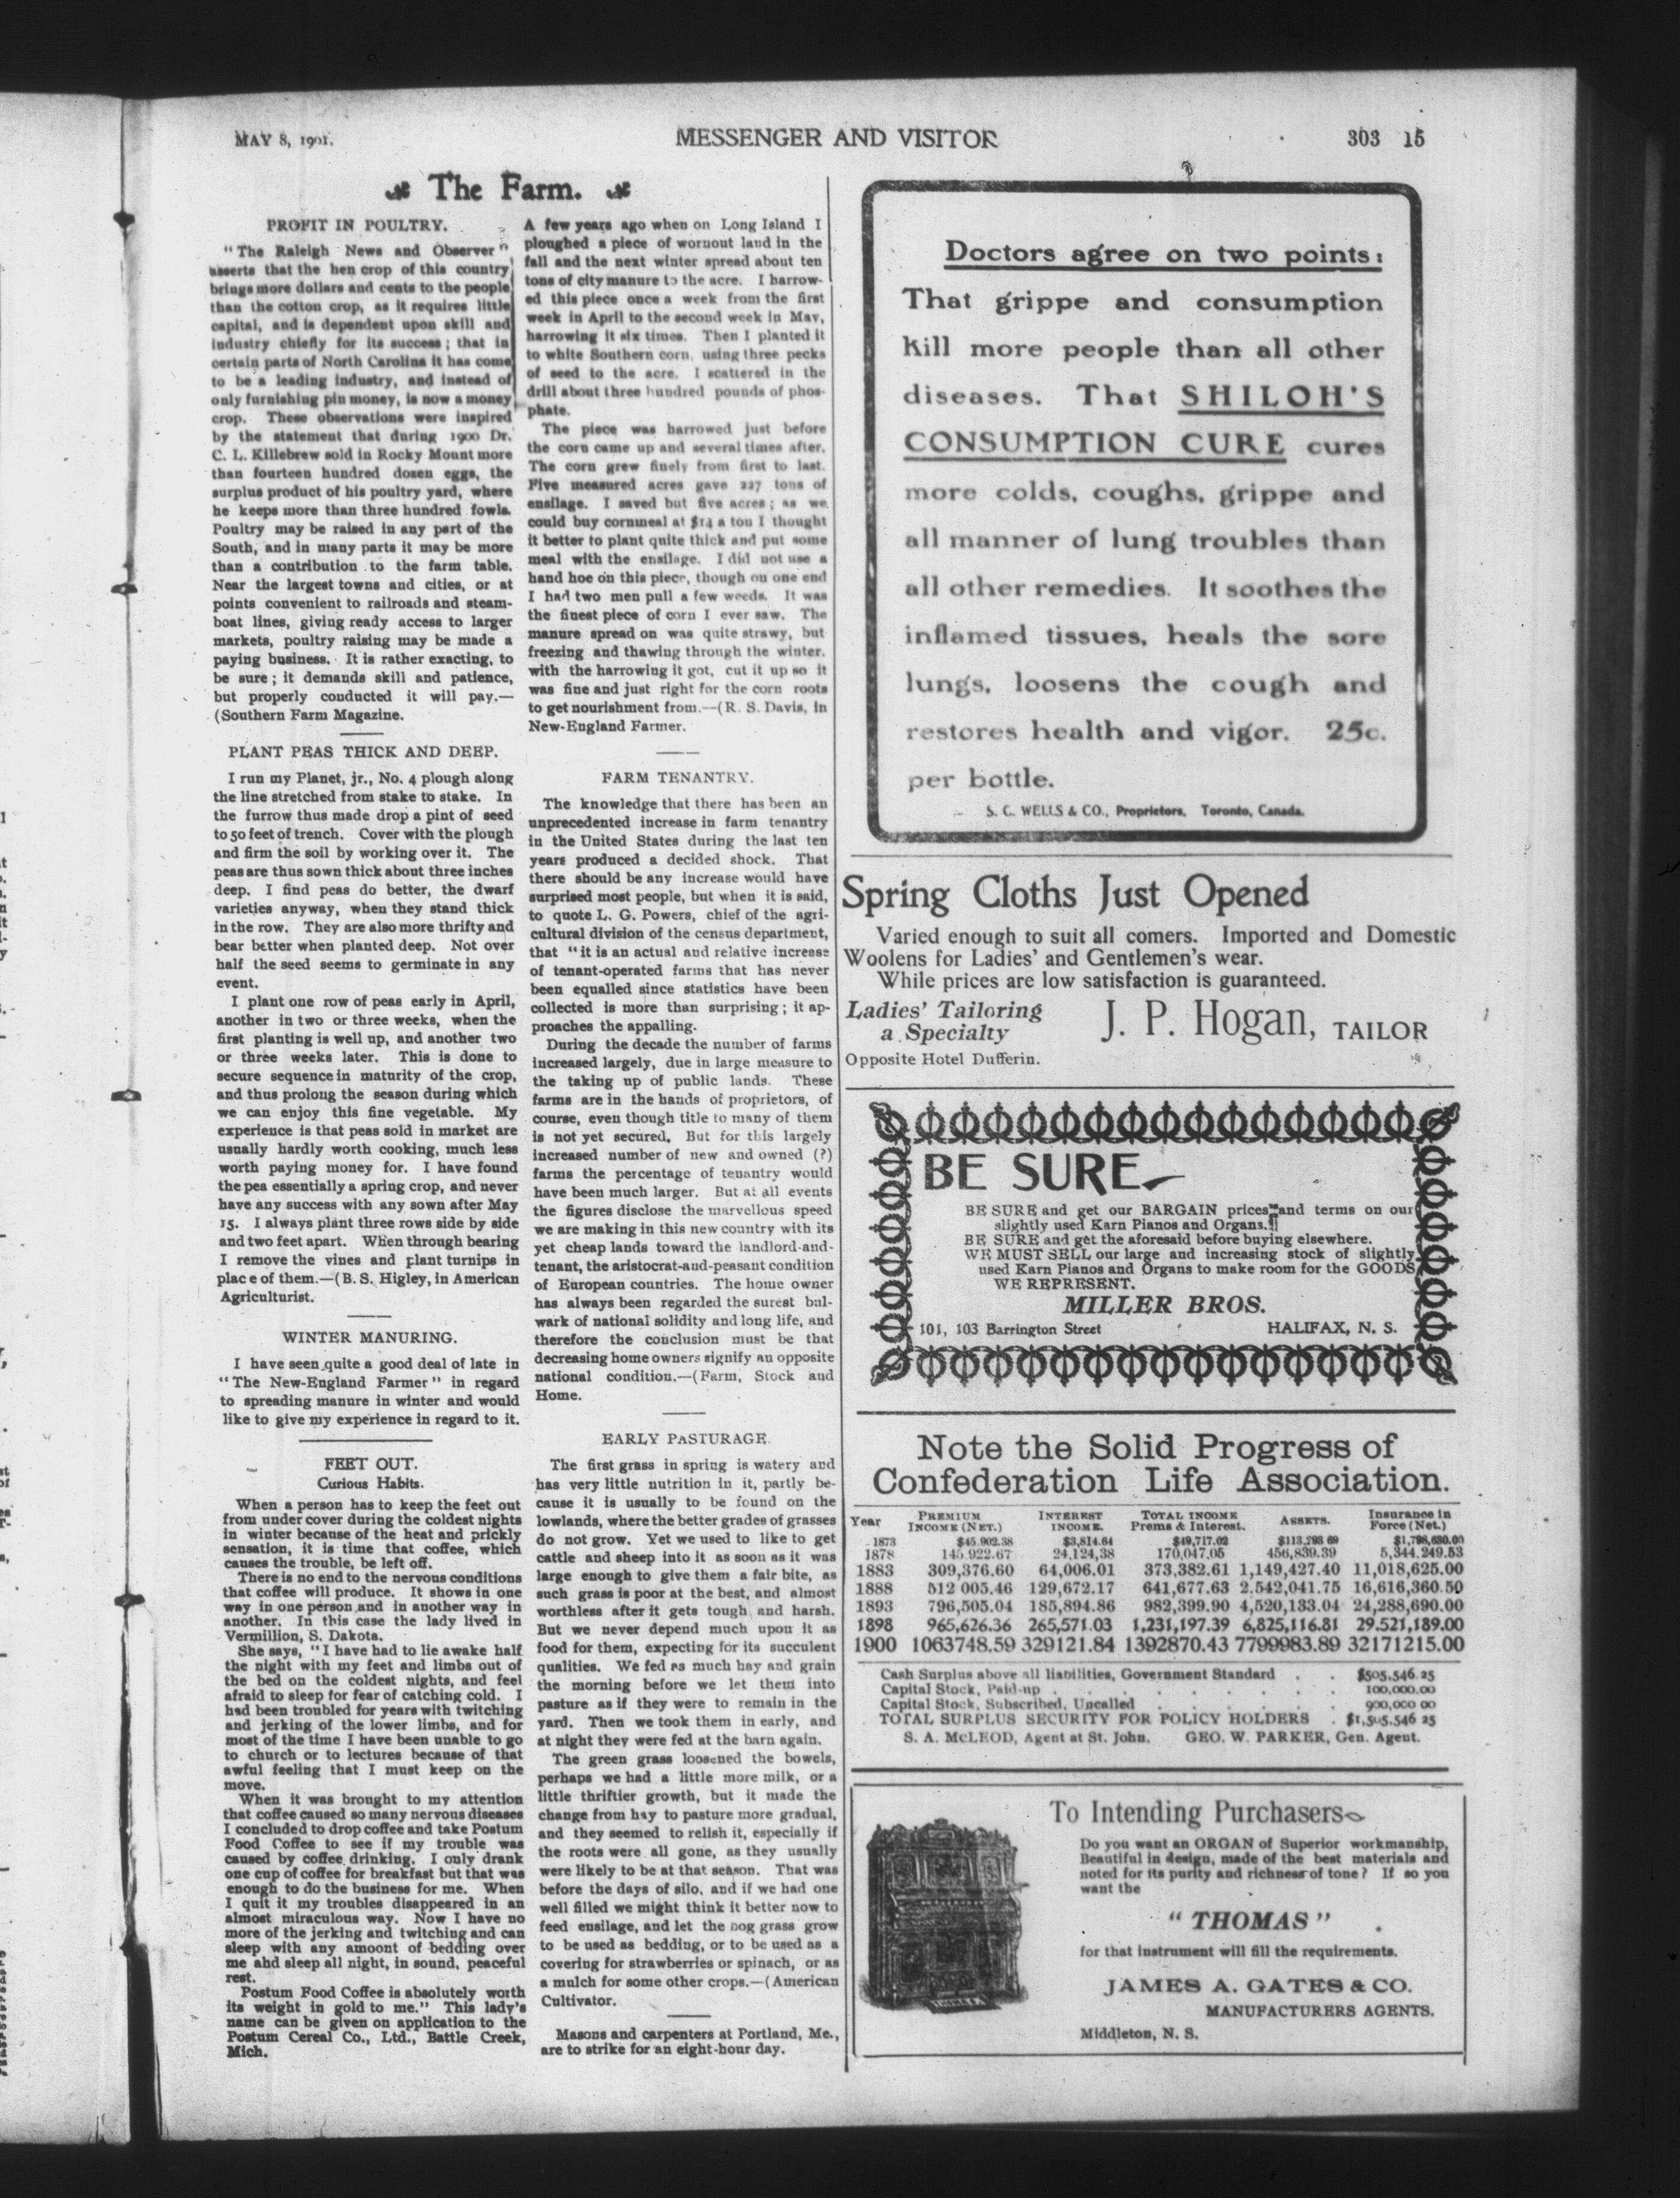 MAY 8, 1901.
MESSENGER AND VISITOR
303 15
The Farm.
PROFIT IN POULTRY.
"The Raleigh News and Observer"
asserts that the hen crop of this country
brings more dollars and cents to the people
than the cotton crop, as it requires little
capital, and is dependent upon skill and
industry chiefly for its success; that in
certain parts of North Carolina it has come
to be a leading industry, and instead of
only furnishing pin money, is now a money
crop. These observations were inspired
by the statement that during 1900 Dr.
C. L. Killebrew sold in Rocky Mount more
than fourteen hundred dozen eggs, the
surplus product of his poultry yard, where
he keeps more than three hundred fowls.
Poultry may be raised in any part of the
South, and in many parts it may be more
than a contribution to the farm table.
Near the largest towns and cities, or at
points convenient to railroads and steam-
boat lines, giving ready access to larger
markets, poultry raising may be made a
paying business. It is rather exacting, to
be sure; it demands skill and patience,
but properly conducted it will pay.—
(Southern Farm Magazine.
PLANT PEAS THICK AND DEEP.
I run my Planet, jr., No. 4 plough along
the line stretched from stake to stake. In
the furrow thus made drop a pint of seed
to 50 feet of trench. Cover with the plough
and firm the soil by working over it. The
peas are thus sown thick about three inches
deep. I find peas do better, the dwarf
varieties anyway, when they stand thick
in the row. They are also more thrifty and
bear better when planted deep. Not over
half the seed seems to germinate in any
event.
I plant one row of peas early in April,
another in two or three weeks, when the
first planting is well up, and another two
or three weeks later. This is done to
secure sequence in maturity of the crop,
and thus prolong the season during which
we can enjoy this fine vegetable. My
experience is that peas sold in market are
usually hardly worth cooking, much less
worth paying money for. I have found
the pea essentially a spring crop, and never
have any success with any sown after May
15. I always plant three rows side by side
and two feet apart. When through bearing
I remove the vines and plant turnips in
place of them.—(B. S. Higley, in American
Agriculturist.
WINTER MANURING.
I have seen quite a good deal of late in
"The New-England Farmer" in regard
to spreading manure in winter and would
like to give my experience in regard to it.
FEET OUT.
Curious Habits.
When a person has to keep the feet out
from under cover during the coldest nights
in winter because of the heat and prickly
sensation, it is time that coffee, which
causes the trouble, be left off.
There is no end to the nervous conditions
that coffee will produce. It shows in one
way in one person and in another way in
another. In this case the lady lived in
Vermillion, S. Dakota.
She says, "I have had to lie awake half
the night with my feet and limbs out of
the bed on the coldest nights, and feel
afraid to sleep for fear of catching cold. I
had been troubled for years with twitching
and jerking of the lower limbs, and for
most of the time I have been unable to go
to church or to lectures because of that
awful feeling that I must keep on the
move.
When it was brought to my attention
that coffee caused so many nervous diseases
I concluded to drop coffee and take Postum
Food Coffee to see if my trouble was
caused by coffee drinking. I only drank
one cup of coffee for breakfast but that was
enough to do the business for me. When
I quit it my troubles disappeared in an
almost miraculous way. Now I have no
more of the jerking and twitching and can
sleep with any amoont of bedding over
me ahd sleep all night, in sound, peaceful
rest.
Postum Food Coffee is absolutely worth
its weight in gold to me." This lady's
name can be given on application to the
Postum Cereal Co., Ltd., Battle Creek,
Mich.
A few years ago when on Long Island I
ploughed a piece of wornout land in the
fall and the next winter spread about ten
tons of city manure to the acre. I harrow-
ed this piece once a week from the first
week in April to the second week in May,
harrowing it six times. Then I planted it
to white Southern corn, using three pecks
of seed to the acre. I scattered in the
drill about three hundred pounds of phos-
phate.
The piece was harrowed just before
the corn came up and several times after.
The corn grew finely from first to last.
Five measured acres gave 227 tons of
ensilage. I saved but five acres; as we
could buy cornmeal at $14 a ton I thought
it better to plant quite thick and put some
meal with the ensilage. I did not use a
hand hoe on this piece, though on one end
I had two men pull a few weeds. It was
the finest piece of corn I ever saw. The
manure spread on was quite strawy, but
freezing and thawing through the winter,
with the harrowing it got, cut it up so it
was fine and just right for the corn roots
to get nourishment from.—(R. S. Davis, in
New-England Farmer.
FARM TENANTRY.
The knowledge that there has been an
unprecedented increase in farm tenantry
in the United States during the last ten
years produced a decided shock. That
there should be any increase would have
surprised most people, but when it is said,
to quote L. G. Powers, chief of the agri-
cultural division of the census department,
that "it is an actual and relative increase
of tenant-operated farms that has never
been equalled since statistics have been
collected is more than surprising; it ap-
proaches the appalling.
During the decade the number of farms
increased largely, due in large measure to
the taking up of public lands. These
farms are in the hands of proprietors, of
course, even though title to many of them
is not yet secured. But for this largely
increased number of new and owned (?)
farms the percentage of tenantry would
have been much larger. But at all events
the figures disclose the marvellous speed
we are making in this new country with its
yet cheap lands toward the landlord-and-
tenant, the aristocrat-and-peasant condition
of European countries. The home owner
has always been regarded the surest bul-
wark of national solidity and long life, and
therefore the conclusion must be that
decreasing home owners signify an opposite
national condition.—(Farm, Stock and
Home.
EARLY PASTURAGE.
The first grass in spring is watery and
has very little nutrition in it, partly be-
cause it is usually to be found on the
lowlands, where the better grades of grasses
do not grow. Yet we used to like to get
cattle and sheep into it as soon as it was
large enough to give them a fair bite, as
such grass is poor at the best, and almost
worthless after it gets tough and harsh.
But we never depend much upon it as
food for them, expecting for its succulent
qualities. We fed as much hay and grain
the morning before we let them into
pasture as if they were to remain in the
yard. Then we took them in early, and
at night they were fed at the barn again.
The green grass loosened the bowels,
perhaps we had a little more milk, or a
little thriftier growth, but it made the
change from hay to pasture more gradual,
and they seemed to relish it, especially if
the roots were all gone, as they usually
were likely to be at that season. That was
before the days of silo, and if we had one
well filled we might think it better now to
feed ensilage, and let the bog grass grow
to be used as bedding, or to be used as a
covering for strawberries or spinach, or as
a mulch for some other crops.—(American
Cultivator.
Masons and carpenters at Portland, Me.,
are to strike for an eight-hour day.
Doctors agree on two points:
That grippe and consumption
kill more people than all other
diseases. That SHILOH'S
CONSUMPTION CURE cures
more colds, coughs, grippe and
all manner of lung troubles than
all other remedies. It soothes the
inflamed tissues, heals the sore
lungs, loosens the cough and
restores health and vigor. 25c.
per bottle.
S. C. WELLS & CO., Proprietors, Toronto, Canada.
Spring Cloths Just Opened
Varied enough to suit all comers. Imported and Domestic
Woolens for Ladies' and Gentlemen's wear.
While prices are low satisfaction is guaranteed.
Ladies' Tailoring
a Specialty
J. P. Hogan, TAILOR
Opposite Hotel Dufferin.
BE SURE
BE SURE and get our BARGAIN prices and terms on our
slightly used Karn Pianos and Organs.
BE SURE and get the aforesaid before buying elsewhere.
WE MUST SELL our large and increasing stock of slightly
used Karn Pianos and Organs to make room for the GOODS
WE REPRESENT.
MILLER BROS.
101, 103 Barrington Street HALIFAX, N. S.
Note the Solid Progress of
Confederation Life Association.
Year PREMIUM INCOME (NET.) INTEREST INCOME. TOTAL INCOME Prems & Interest. ASSETS. Insurance in Force (Net.)
1873 $45,902.38 $3,814.64 $49,717.02 $113,293 69 $1,798,630.00
1878 145,922.67 24,124,38 170,047.05 456,839.39 5,344,249.53
1883 309,376.60 64,006.01 373,382.61 1,149,427.40 11,018,625.00
1888 512 005.46 129,672.17 641,677.63 2,542,041.75 16,616,360.50
1893 796,505.04 185,894.86 982,399.90 4,520,133.04 24,288,690.00
1898 965,626.36 265,571.03 1,231,197.39 6,825,116.81 29.521,189.00
1900 1063748.59 329121.84 1392870.43 7799983.89 32171215.00
Cash Surplus above all liabilities, Government Standard . . $505,546.25
Capital Stock, Paid-up . . . 100,000.00
Capital Stock, Subscribed, Uncalled . . . 900,000 00
TOTAL SURPLUS SECURITY FOR POLICY HOLDERS . $1,505,546 25
S. A. McLEOD, Agent at St. John. GEO. W. PARKER, Gen. Agent.
To Intending Purchasers
Do you want an ORGAN of Superior workmanship,
Beautiful in design, made of the best materials and
noted for its purity and richness of tone? If so you
want the
"THOMAS"
for that instrument will fill the requirements.
JAMES A. GATES & CO.
MANUFACTURERS AGENTS.
Middleton, N. S.